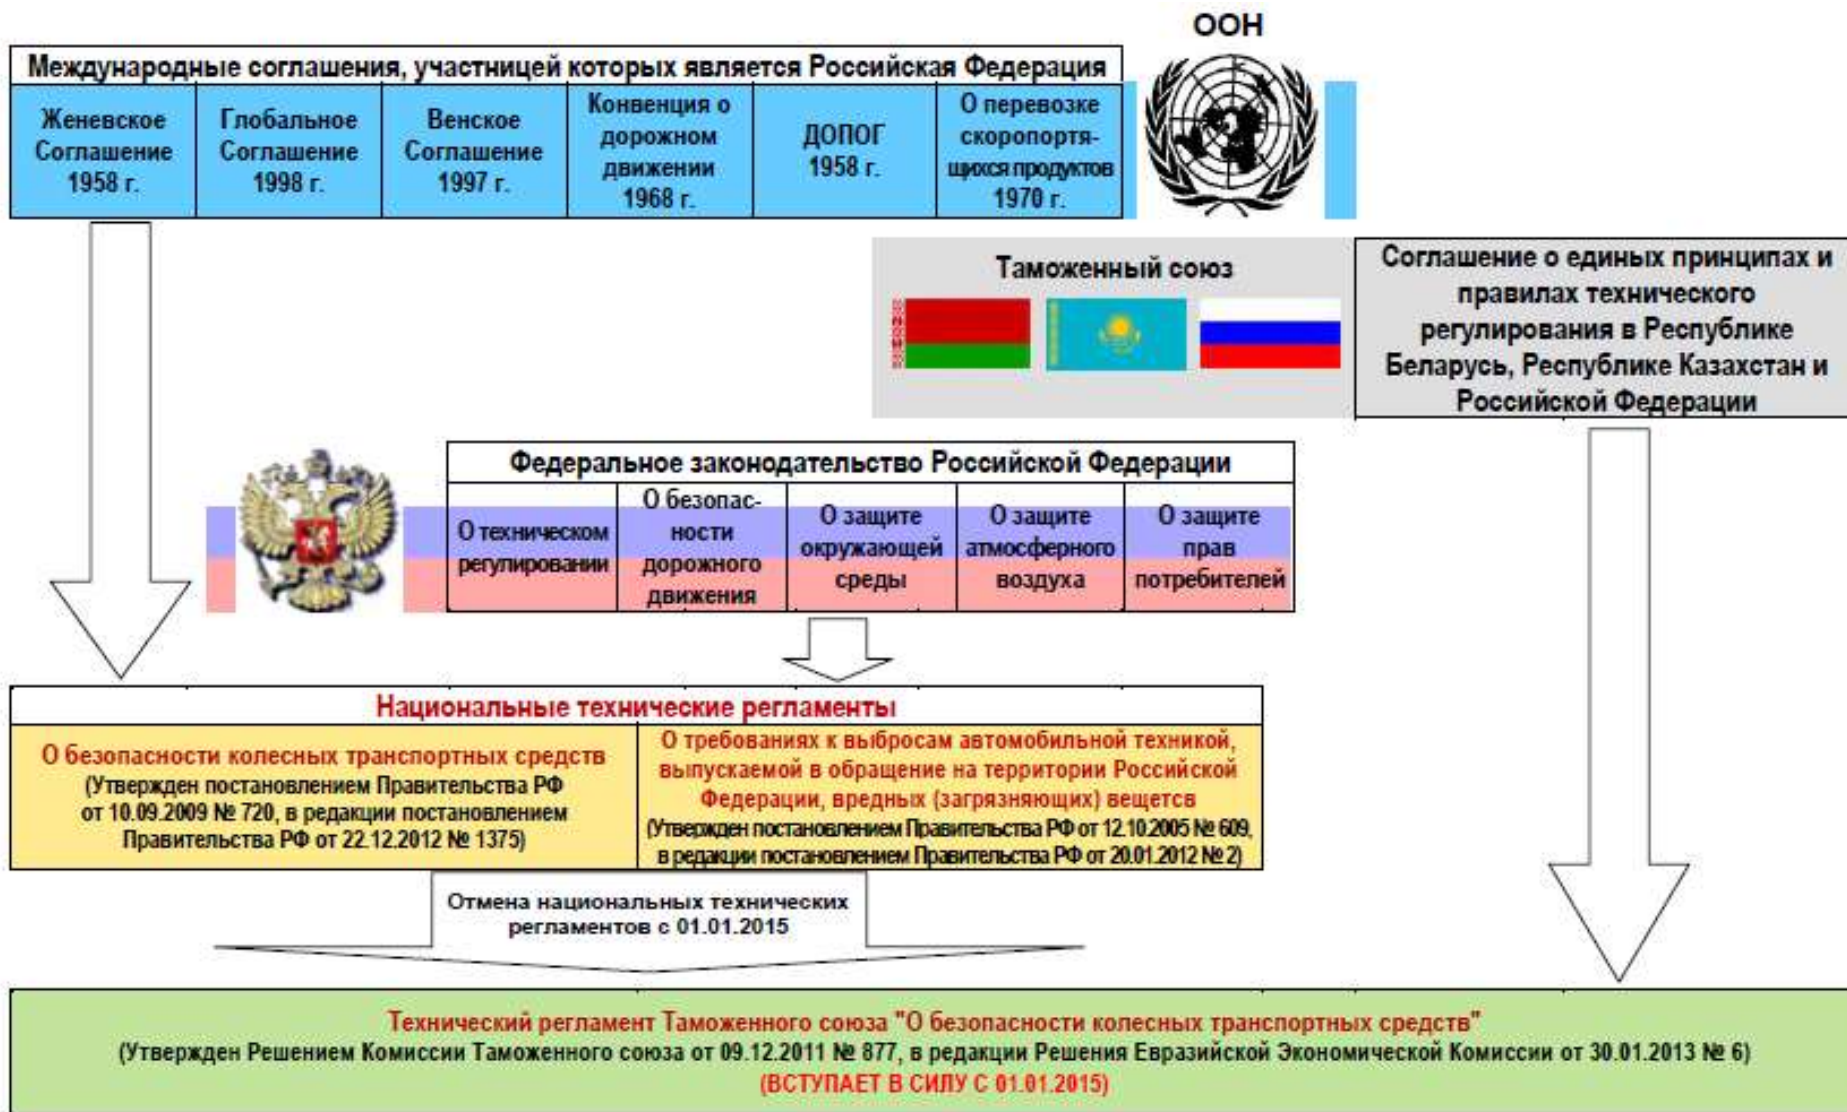 ООН
Международные соглашения, участницей которых является Российская Федерация
Женевское
Соглашение
1958 г.
Глобальное
Соглашение
1998 г.
Венское
Соглашение
1997 г.
Конвенция о
дорожном
движении
1968 г.
ДОПОГ
1958 г.
О перевозке
скоропортя-
щихся продуктов
1970 г.
Таможенный союз
Соглашение о единых принципах и
правилах технического
регулирования в Республике
Беларусь, Республике Казахстан и
Российской Федерации
Федеральное законодательство Российской Федерации
О техническом
регулировании
О безопас-
ности
дорожного
движения
О защите
окружающей
среды
О защите
атмосферного
воздуха
О защите
прав
потребителей
Национальные технические регламенты
О безопасности колесных транспортных средств
(Утвержден постановлением Правительства РФ
от 10.09.2009 № 720, в редакции постановлением
Правительства РФ от 22.12.2012 № 1375)
О требованиях к выбросам автомобильной техникой,
выпускаемой в обращение на территории Российской
Федерации, вредных (загрязняющих) вещетсв
(Утвержден постановлением Правительства РФ от 12.10.2005 № 609,
в редакции постановлением Правительства РФ от 20.01.2012 № 2)
Отмена национальных технических
регламентов с 01.01.2015
Технический регламент Таможенного союза "О безопасности колесных транспортных средств"
(Утвержден Решением Комиссии Таможенного союза от 09.12.2011 № 877, в редакции Решения Евразийской Экономической Комиссии от 30.01.2013 № 6)
(ВСТУПАЕТ В СИЛУ С 01.01.2015)